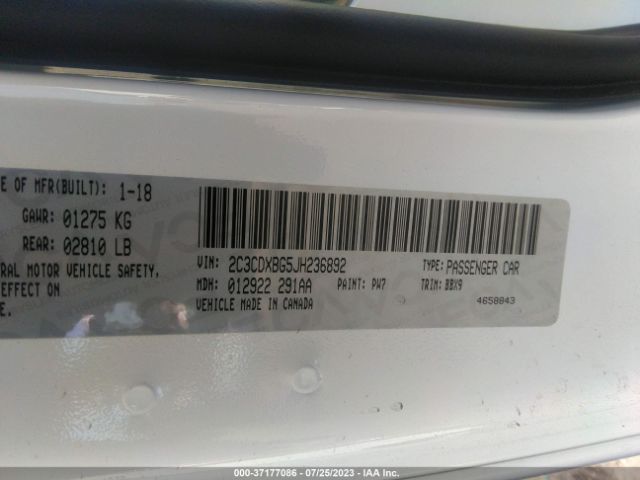 E OF MFR(BUILT): 1-18
GAWR: 01275 KG
REAR: 02810 LB
RAL MOTOR VEHICLE SAFETY,
EFFECT ON
E.
VIN: 2C3CDXBG5JH236892 TYPE: PASSENGER CAR
MDH: 012922 291AA PAINT: PW7 TRIM: BBX9
VEHICLE MADE IN CANADA 4658843
000-37177086 - 07/25/2023 - IAA Inc.